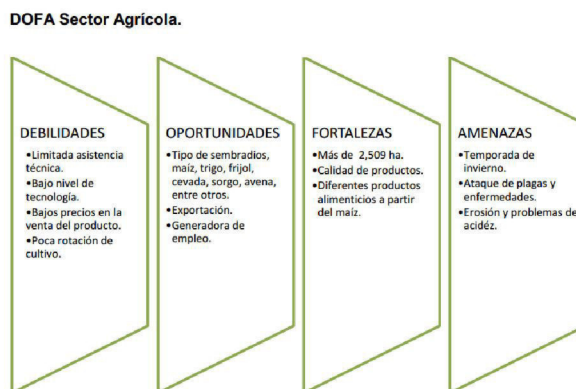 DOFA Sector Agrícola.
DEBILIDADES
•Limitada asistencia
técnica.
•Bajo nivel de
tecnología.
•Bajos precios en la
venta del producto.
•Poca rotación de
cultivo.
OPORTUNIDADES
•Tipo de sembradios,
maíz, trigo, frijol,
cevada, sorgo, avena,
entre otros.
•Exportación.
•Generadora de
empleo.
FORTALEZAS
•Más de 2,509 ha.
•Calidad de productos.
•Diferentes productos
alimenticios a partir
del maíz.
AMENAZAS
•Temporada de
invierno.
•Ataque de plagas y
enfermedades.
•Erosión y problemas de
acidéz.